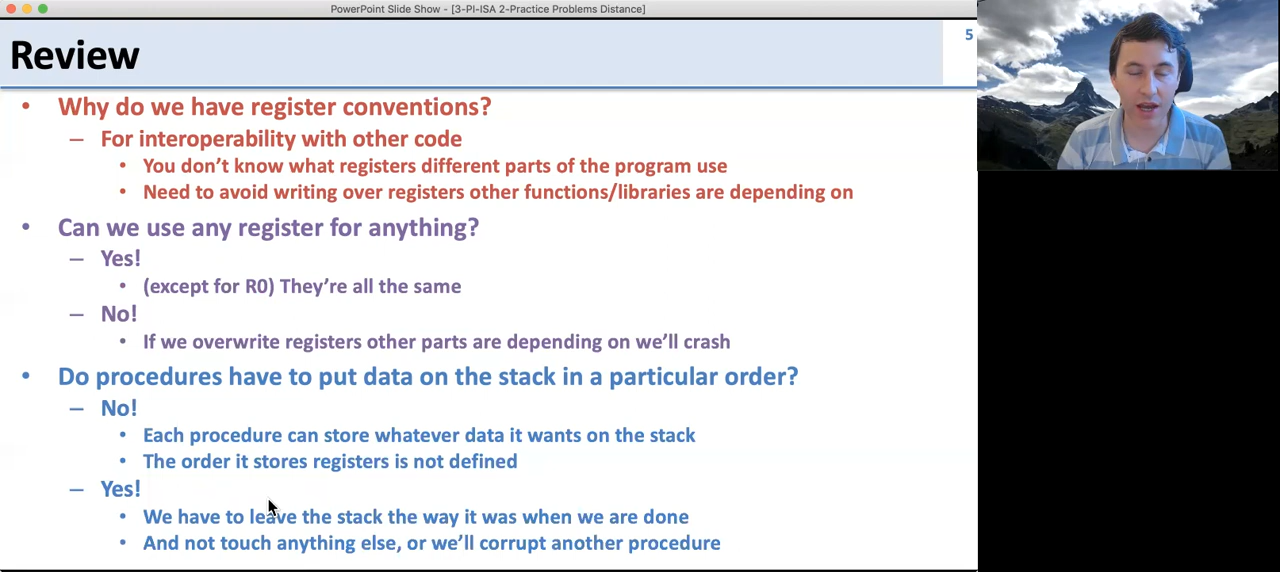 PowerPoint Slide Show - [3-PI-ISA 2-Practice Problems Distance]
Review
5
• Why do we have register conventions?
– For interoperability with other code
• You don't know what registers different parts of the program use
• Need to avoid writing over registers other functions/libraries are depending on
• Can we use any register for anything?
– Yes!
• (except for R0) They're all the same
– No!
• If we overwrite registers other parts are depending on we'll crash
• Do procedures have to put data on the stack in a particular order?
– No!
• Each procedure can store whatever data it wants on the stack
• The order it stores registers is not defined
– Yes!
• We have to leave the stack the way it was when we are done
• And not touch anything else, or we'll corrupt another procedure